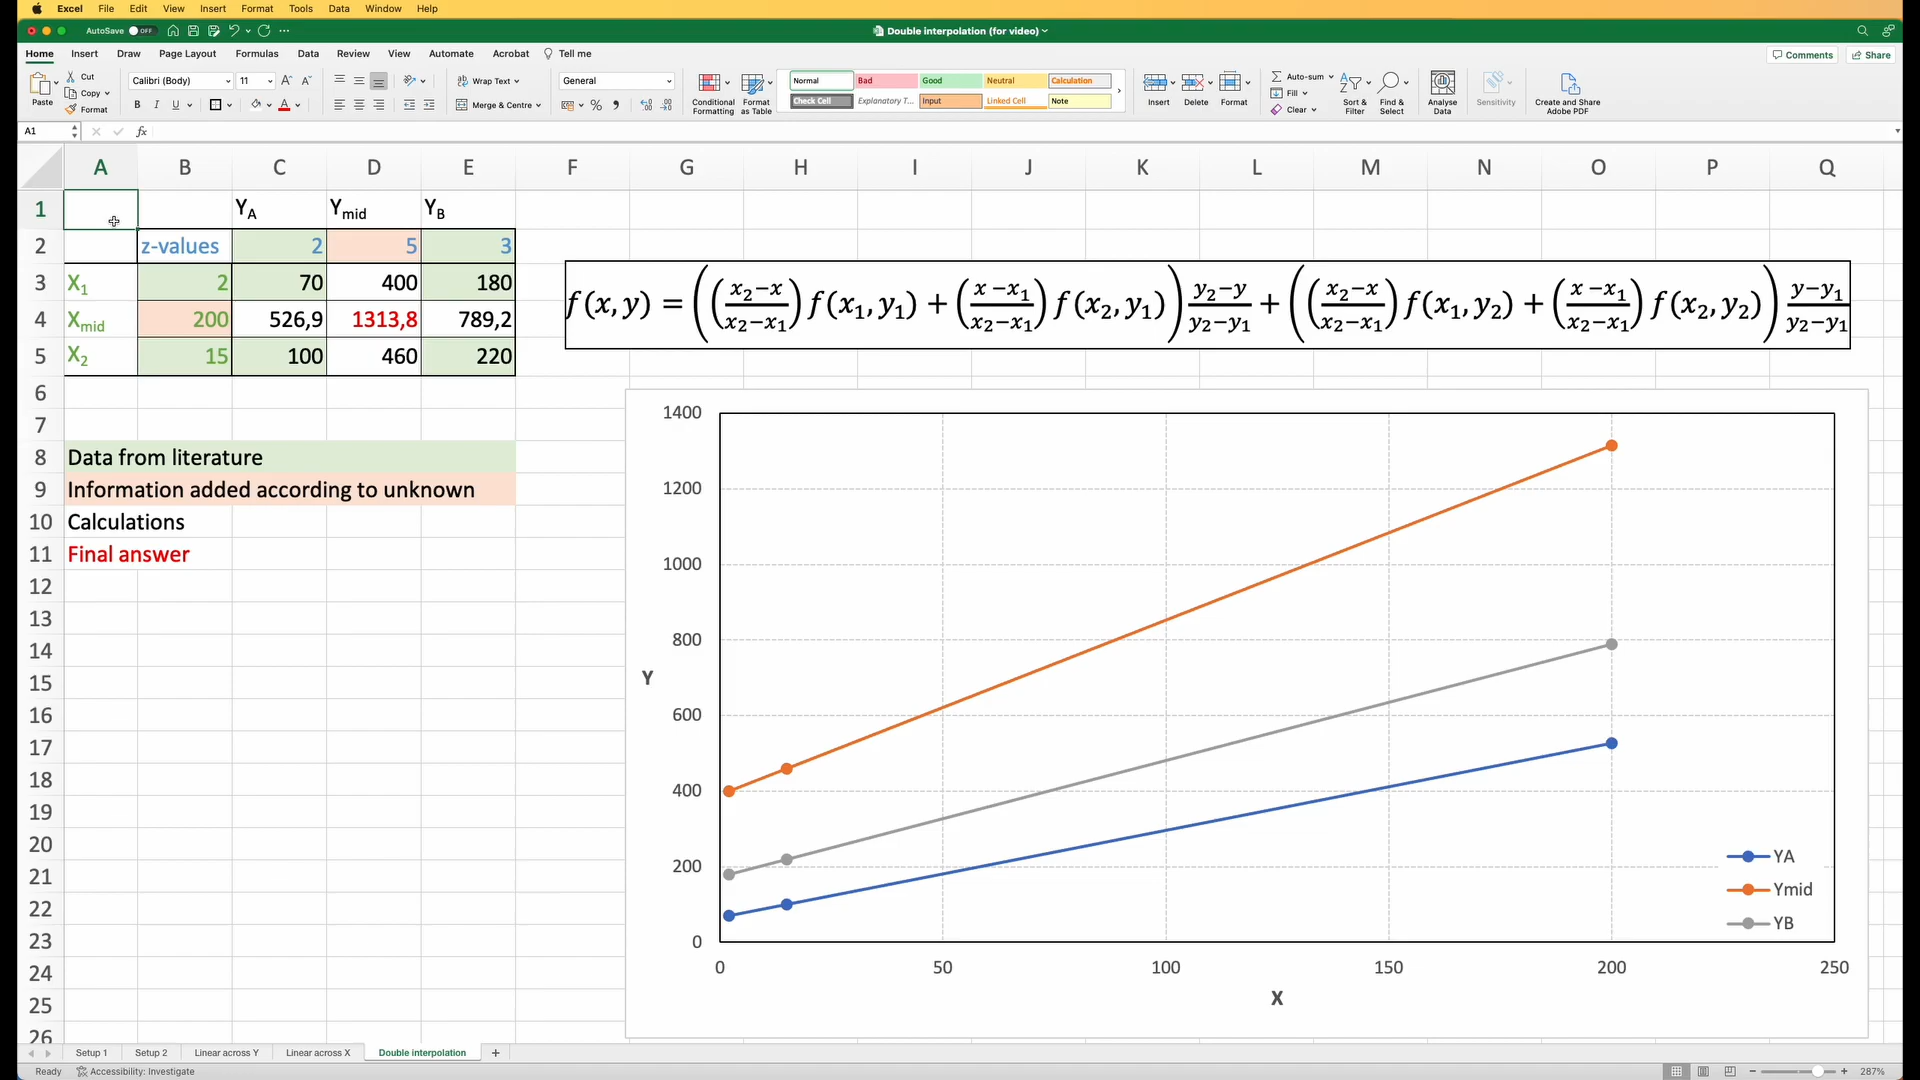 Excel File Edit View Insert Format Tools Data Window Help
AutoSave OFF Double interpolation (for video)
Home Insert Draw Page Layout Formulas Data Review View Automate Acrobat Tell me Comments Share
Paste Cut Copy Format
Calibri (Body) 11
B I U
Wrap Text
Merge & Centre
General
Conditional Formatting
Format as Table
Normal Bad Good Neutral Calculation
Check Cell Explanatory T... Input Linked Cell Note
Insert Delete Format
Auto-sum
Fill
Clear
Sort & Filter
Find & Select
Analyse Data
Sensitivity
Create and Share Adobe PDF
A1 fx
A B C D E F G H I J K L M N O P Q
1 Y_A Y_mid Y_B
2 z-values 2 5 3
3 X_1 2 70 400 180
4 X_mid 200 526,9 1313,8 789,2
5 X_2 15 100 460 220
f(x, y) = (((x₂−x)/(x₂−x₁)) f(x₁, y₁) + ((x −x₁)/(x₂−x₁)) f(x₂, y₁)) (y₂−y)/(y₂−y₁) + (((x₂−x)/(x₂−x₁)) f(x₁, y₂) + ((x −x₁)/(x₂−x₁)) f(x₂, y₂)) (y−y₁)/(y₂−y₁)
6
7
8 Data from literature
9 Information added according to unknown
10 Calculations
11 Final answer
12
13
14
15
16
17
18
19
20
21
22
23
24
25
26
1400
1200
1000
800
600
400
200
0
Y
0 50 100 150 200 250
X
YA
Ymid
YB
Setup 1 Setup 2 Linear across Y Linear across X Double interpolation +
Ready Accessibility: Investigate 287%